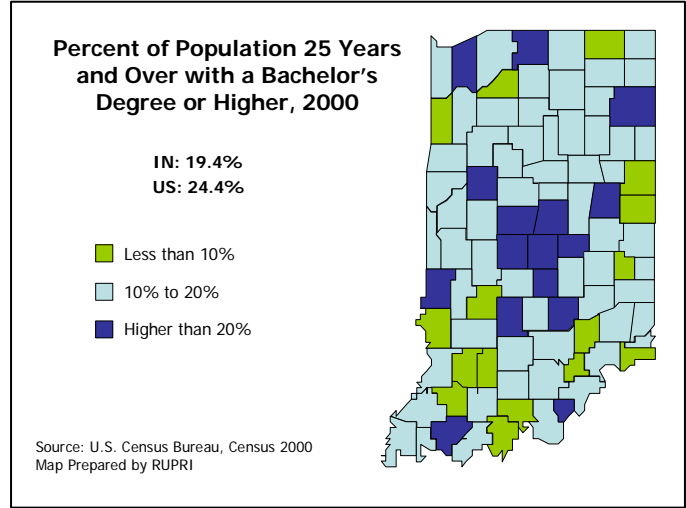 Percent of Population 25 Years
and Over with a Bachelor's
Degree or Higher, 2000
IN: 19.4%
US: 24.4%
Less than 10%
10% to 20%
Higher than 20%
Source: U.S. Census Bureau, Census 2000
Map Prepared by RUPRI